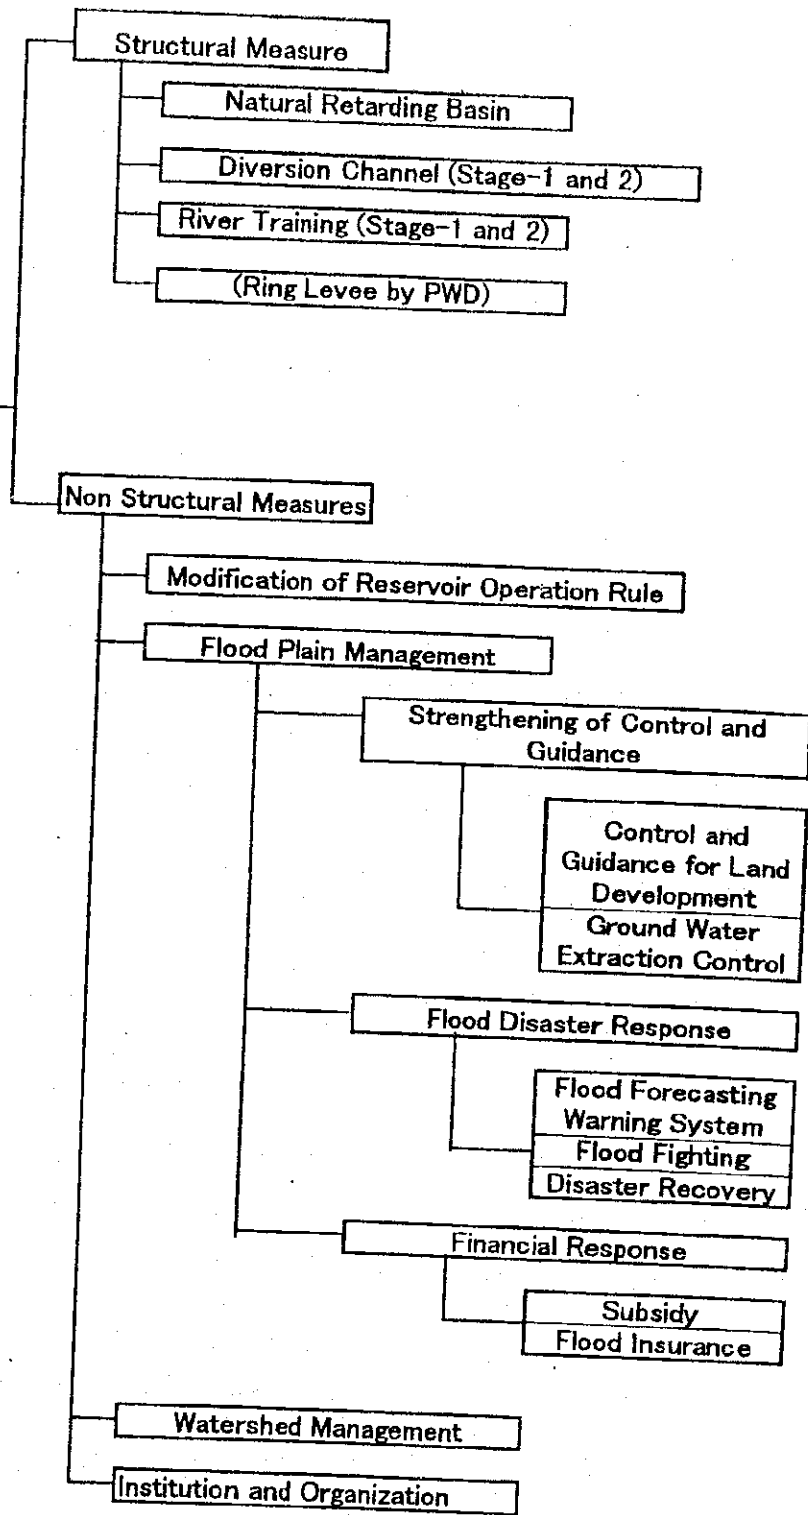 Structural Measure
Natural Retarding Basin
Diversion Channel (Stage-1 and 2)
River Training (Stage-1 and 2)
(Ring Levee by PWD)
Non Structural Measures
Modification of Reservoir Operation Rule
Flood Plain Management
Strengthening of Control and
Guidance
Control and
Guidance for Land
Development
Ground Water
Extraction Control
Flood Disaster Response
Flood Forecasting
Warning System
Flood Fighting
Disaster Recovery
Financial Response
Subsidy
Flood Insurance
Watershed Management
Institution and Organization